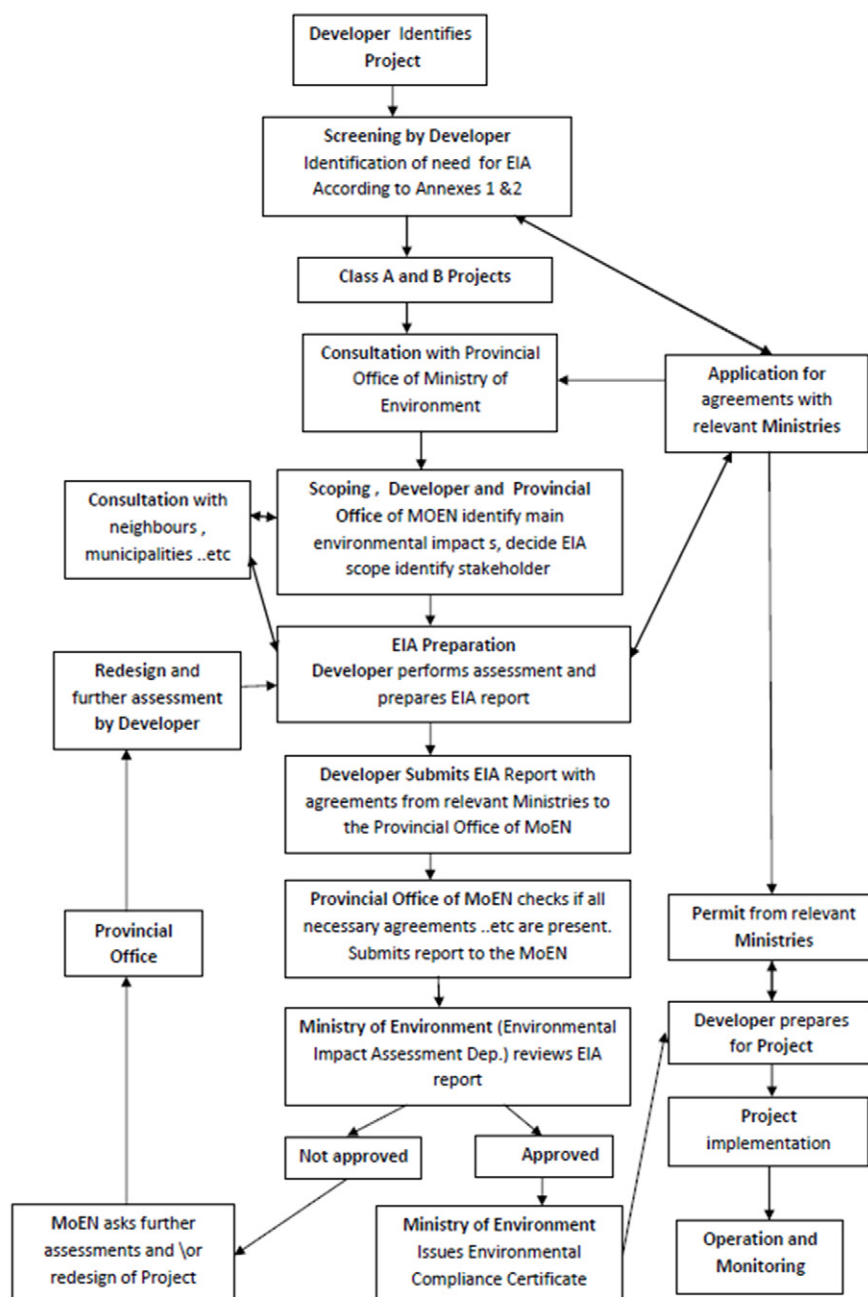 Developer Identifies
Project
Screening by Developer
Identification of need for EIA
According to Annexes 1 &2
Class A and B Projects
Consultation with Provincial
Office of Ministry of
Environment
Application for
agreements with
relevant Ministries
Scoping , Developer and Provincial
Office of MOEN identify main
environmental impact s, decide EIA
scope identify stakeholder
Consultation with
neighbours ,
municipalities ..etc
EIA Preparation
Developer performs assessment and
prepares EIA report
Redesign and
further assessment
by Developer
Developer Submits EIA Report with
agreements from relevant Ministries to
the Provincial Office of MoEN
Provincial Office of MoEN checks if all
necessary agreements ..etc are present.
Submits report to the MoEN
Provincial
Office
Permit from relevant
Ministries
Ministry of Environment (Environmental
Impact Assessment Dep.) reviews EIA
report
Developer prepares
for Project
Not approved
Approved
Project
implementation
MoEN asks further
assessments and \or
redesign of Project
Ministry of Environment
Issues Environmental
Compliance Certificate
Operation and
Monitoring